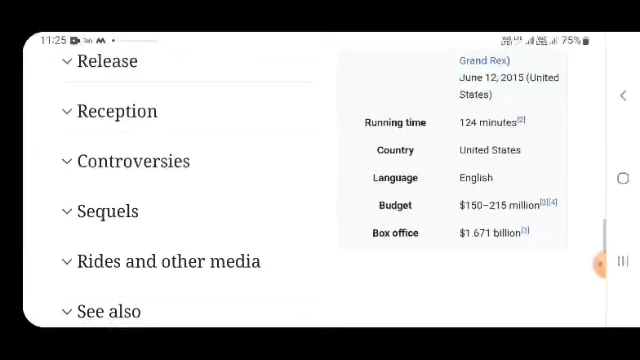 11:25
75%
Release
Reception
Controversies
Sequels
Rides and other media
See also
Grand Rex)
June 12, 2015 (United
States)
Running time 124 minutes[2]
Country United States
Language English
Budget $150–215 million[3][4]
Box office $1.671 billion[3]